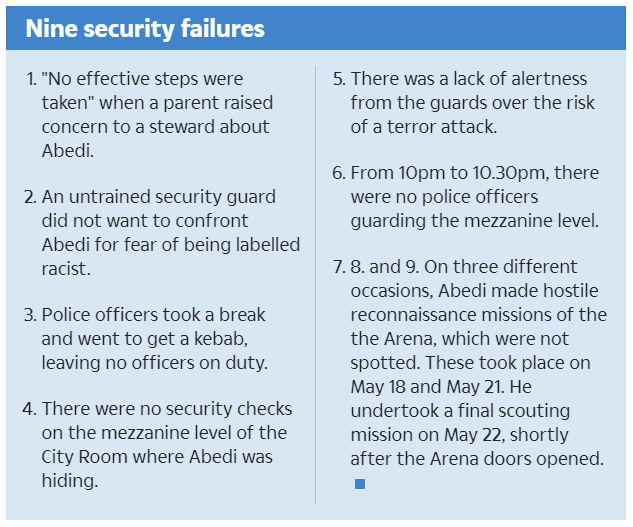 Nine security failures
1. "No effective steps were
taken" when a parent raised
concern to a steward about
Abedi.
2. An untrained security guard
did not want to confront
Abedi for fear of being labelled
racist.
3. Police officers took a break
and went to get a kebab,
leaving no officers on duty.
4. There were no security checks
on the mezzanine level of the
City Room where Abedi was
hiding.
5. There was a lack of alertness
from the guards over the risk
of a terror attack.
6. From 10pm to 10.30pm, there
were no police officers
guarding the mezzanine level.
7. 8. and 9. On three different
occasions, Abedi made hostile
reconnaissance missions of the
the Arena, which were not
spotted. These took place on
May 18 and May 21. He
undertook a final scouting
mission on May 22, shortly
after the Arena doors opened.